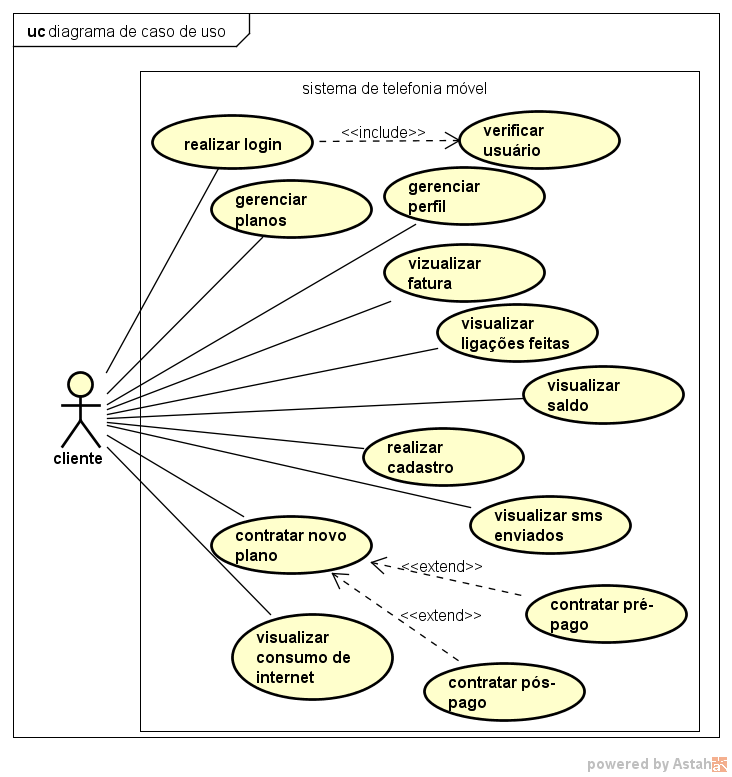 uc diagrama de caso de uso
sistema de telefonia móvel
realizar login
<<include>>
verificar
usuário
gerenciar
planos
gerenciar
perfil
vizualizar
fatura
visualizar
ligações feitas
visualizar
saldo
cliente
realizar
cadastro
visualizar sms
enviados
contratar novo
plano
<<extend>>
contratar pré-
pago
<<extend>>
visualizar
consumo de
internet
contratar pós-
pago
powered by Astah